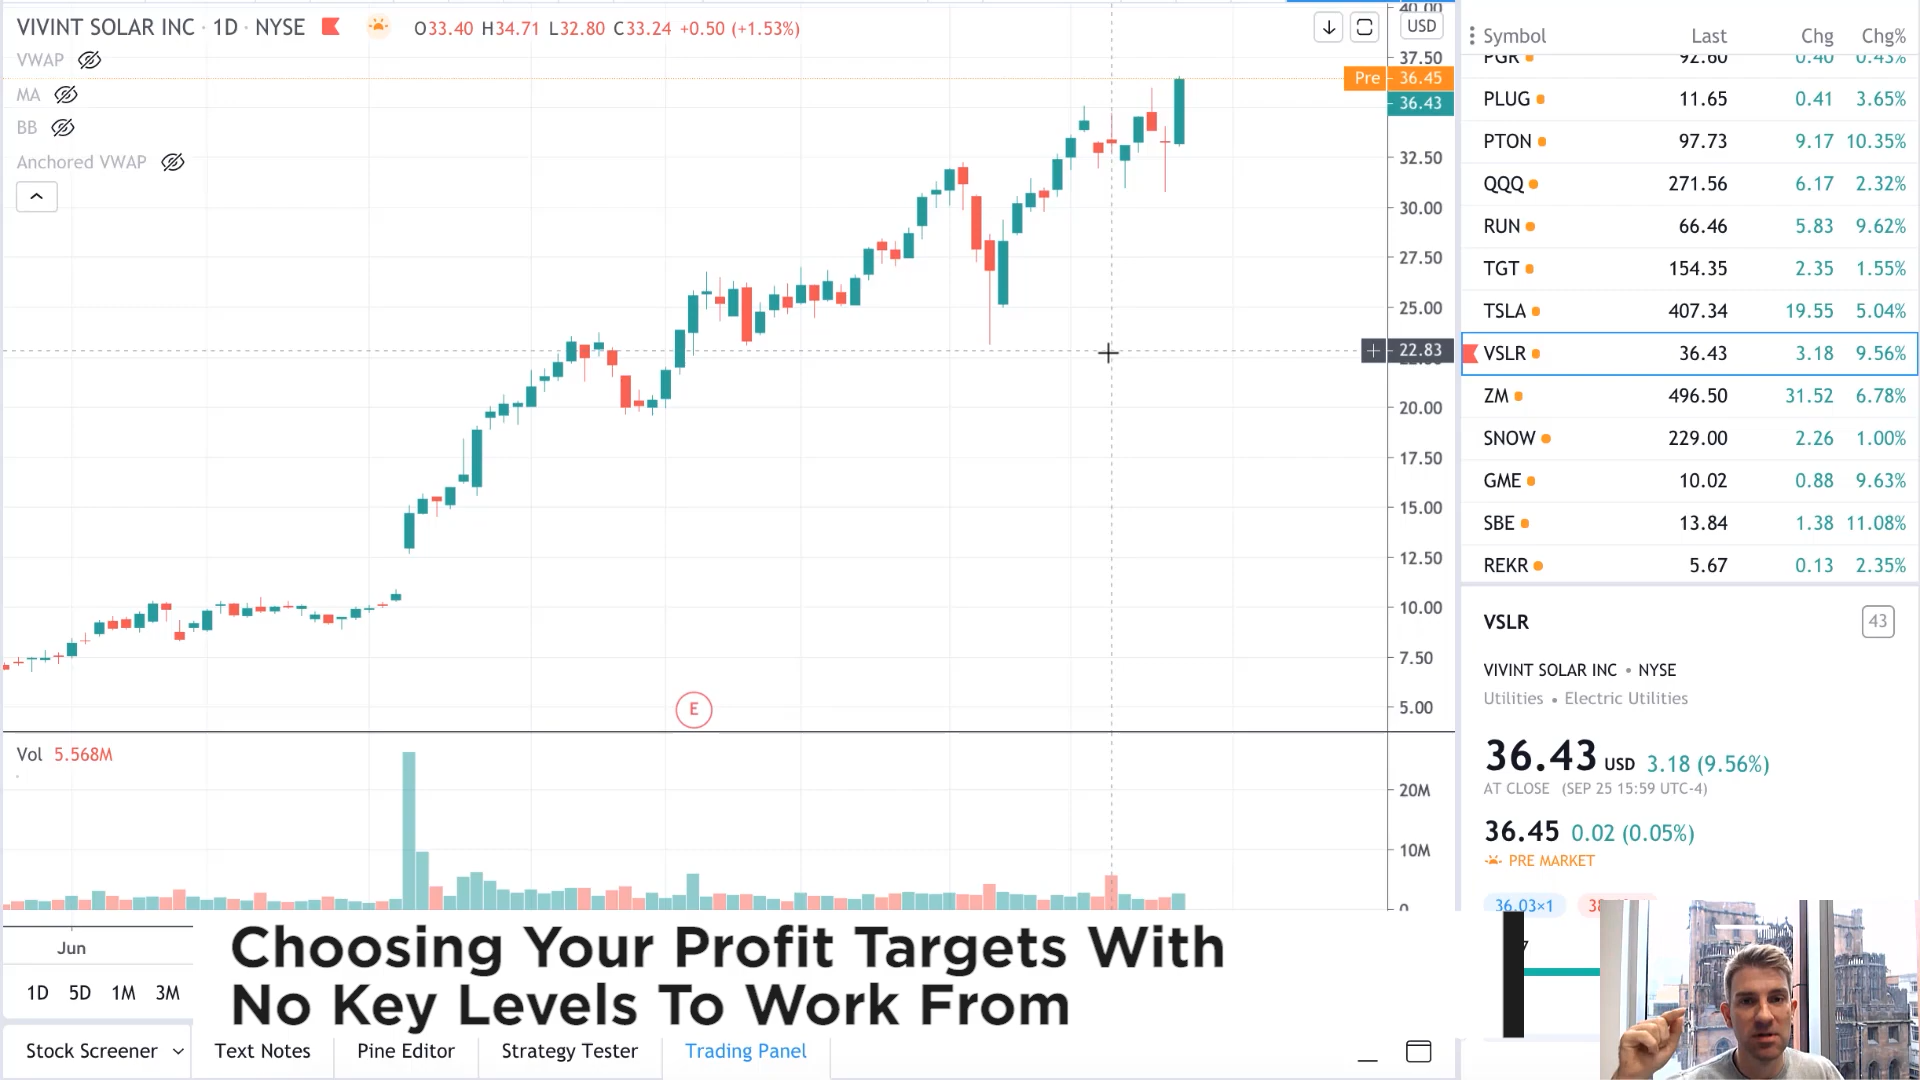 VIVINT SOLAR INC · 1D · NYSE O33.40 H34.71 L32.80 C33.24 +0.50 (+1.53%)
VWAP
MA
BB
Anchored VWAP
USD
40.00
37.50
Pre 36.45
36.43
32.50
30.00
27.50
25.00
22.83
20.00
17.50
15.00
12.50
10.00
7.50
5.00
E
Vol 5.568M
20M
10M
0
Jun
1D 5D 1M 3M
Choosing Your Profit Targets With
No Key Levels To Work From
Stock Screener Text Notes Pine Editor Strategy Tester Trading Panel
Symbol Last Chg Chg%
PGR 92.60 0.40 0.43%
PLUG 11.65 0.41 3.65%
PTON 97.73 9.17 10.35%
QQQ 271.56 6.17 2.32%
RUN 66.46 5.83 9.62%
TGT 154.35 2.35 1.55%
TSLA 407.34 19.55 5.04%
VSLR 36.43 3.18 9.56%
ZM 496.50 31.52 6.78%
SNOW 229.00 2.26 1.00%
GME 10.02 0.88 9.63%
SBE 13.84 1.38 11.08%
REKR 5.67 0.13 2.35%
VSLR 43
VIVINT SOLAR INC • NYSE
Utilities • Electric Utilities
36.43 USD 3.18 (9.56%)
AT CLOSE (SEP 25 15:59 UTC-4)
36.45 0.02 (0.05%)
PRE MARKET
36.03×1